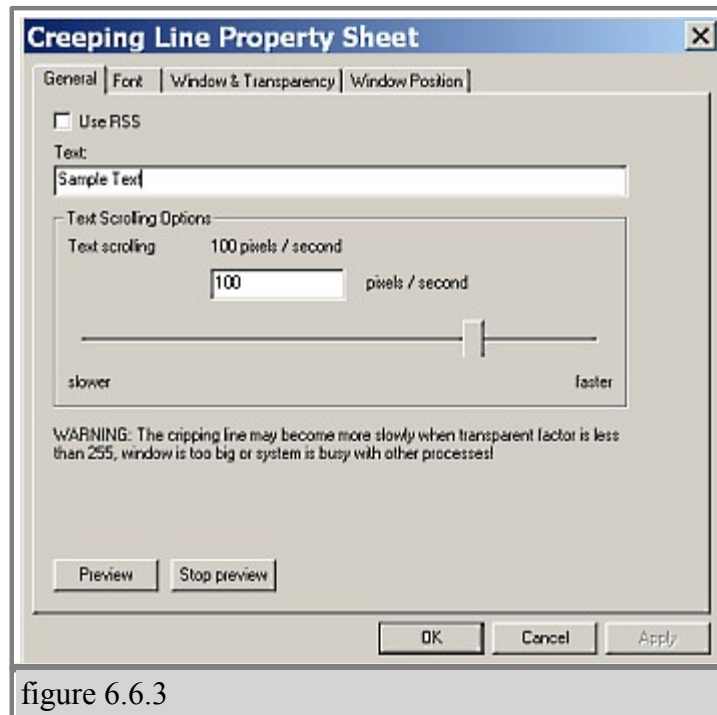 Creeping Line Property Sheet
General Font Window & Transparency Window Position
Use RSS
Text:
Sample Text
Text Scrolling Options
Text scrolling 100 pixels / second
100 pixels / second
slower faster
WARNING: The cripping line may become more slowly when transparent factor is less
than 255, window is too big or system is busy with other processes!
Preview Stop preview
OK Cancel Apply
figure 6.6.3